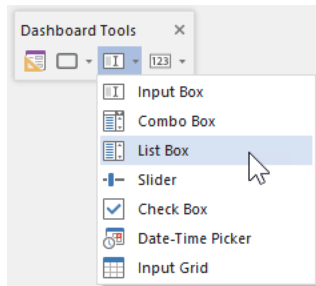 Dashboard Tools
123
Input Box
Combo Box
List Box
Slider
Check Box
Date-Time Picker
Input Grid